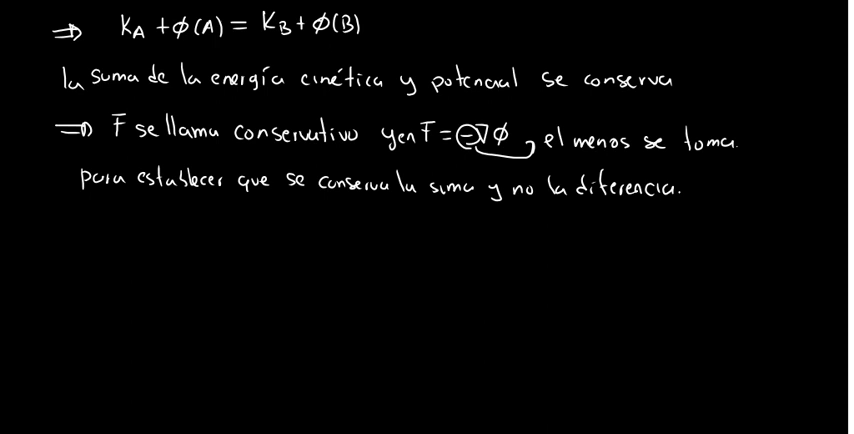 ⇒ K_A + φ(A) = K_B + φ(B)
la suma de la energía cinética y potencial se conserva
⇒ F se llama conservativo y en F = -∇φ, el menos se toma
para establecer que se conserva la suma y no la diferencia.